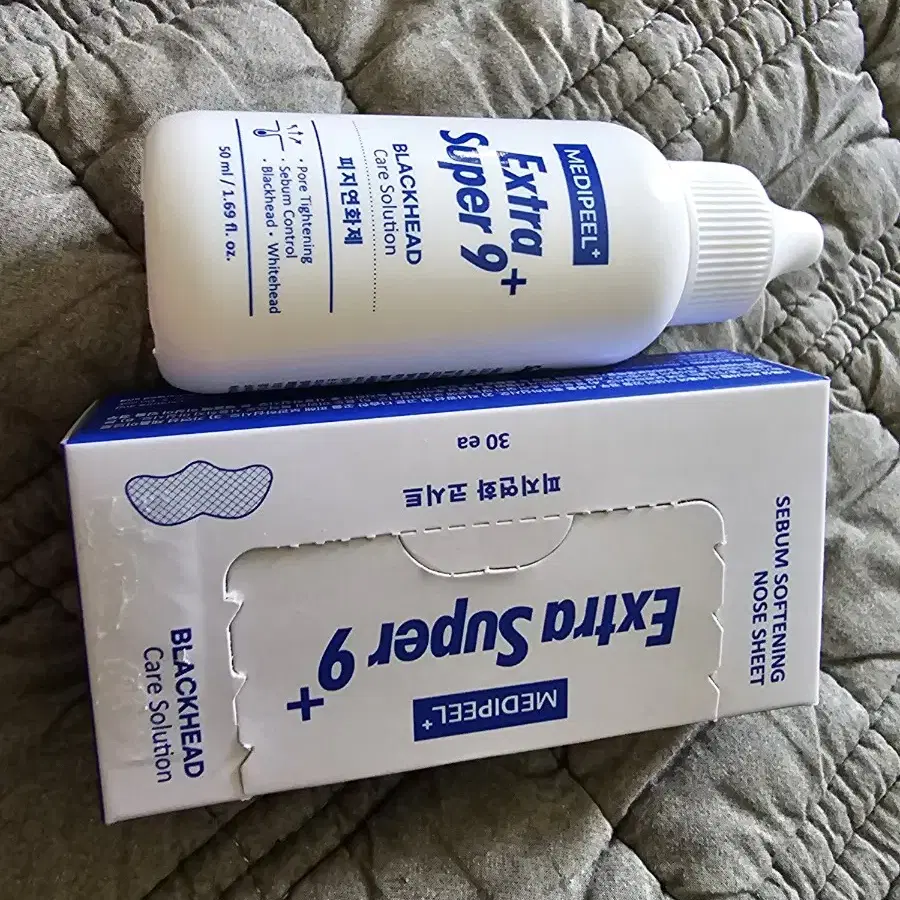 MEDIPEEL+
Extra
Super 9+
BLACKHEAD
Care Solution
피지연화제
• Pore Tightening
• Sebum Control
• Blackhead • Whitehead
50 ml / 1.69 fl. oz.
30 ea
피지연화 코시트
SEBUM SOFTENING
NOSE SHEET
MEDIPEEL+
Extra Super 9+
BLACKHEAD
Care Solution